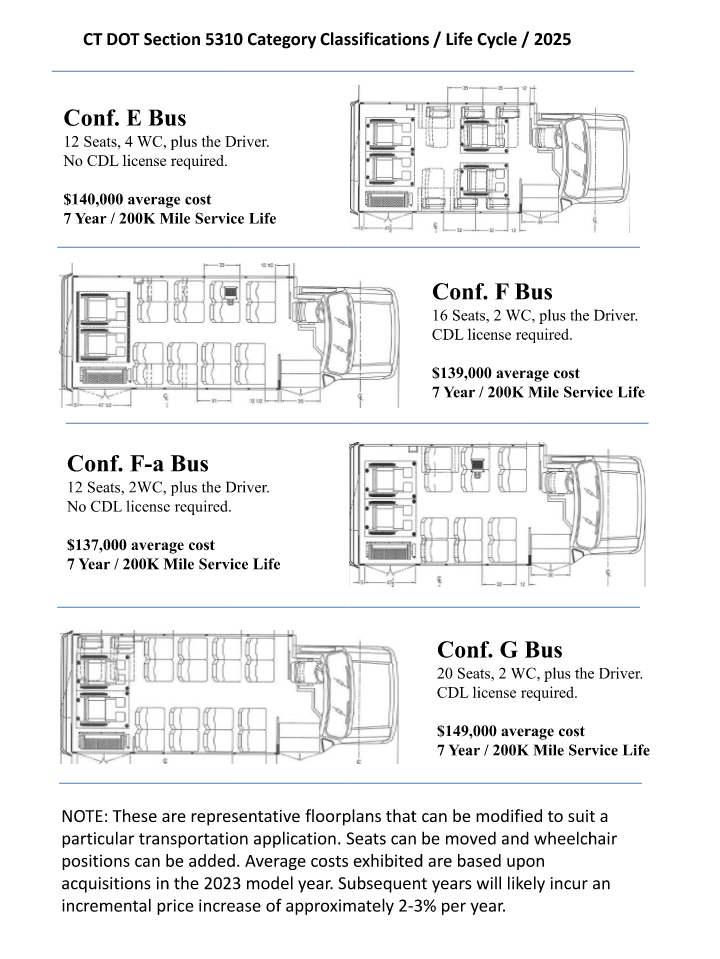 CT DOT Section 5310 Category Classifications / Life Cycle / 2025
Conf. E Bus
12 Seats, 4 WC, plus the Driver.
No CDL license required.
$140,000 average cost
7 Year / 200K Mile Service Life
Conf. F Bus
16 Seats, 2 WC, plus the Driver.
CDL license required.
$139,000 average cost
7 Year / 200K Mile Service Life
Conf. F-a Bus
12 Seats, 2WC, plus the Driver.
No CDL license required.
$137,000 average cost
7 Year / 200K Mile Service Life
Conf. G Bus
20 Seats, 2 WC, plus the Driver.
CDL license required.
$149,000 average cost
7 Year / 200K Mile Service Life
NOTE: These are representative floorplans that can be modified to suit a
particular transportation application. Seats can be moved and wheelchair
positions can be added. Average costs exhibited are based upon
acquisitions in the 2023 model year. Subsequent years will likely incur an
incremental price increase of approximately 2-3% per year.